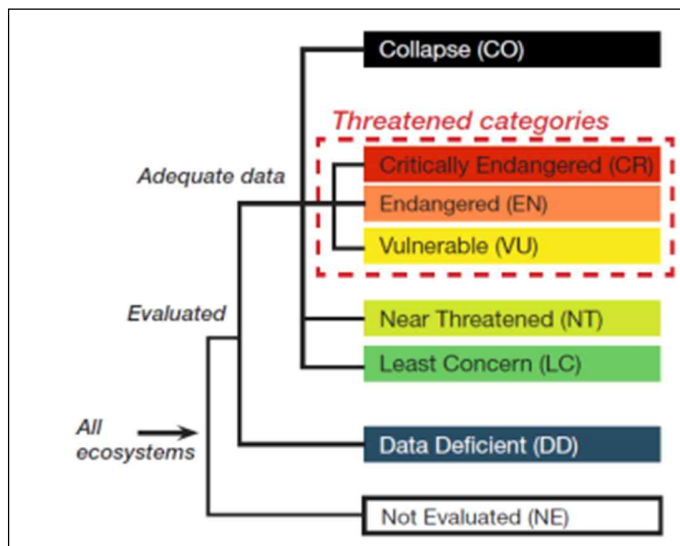 Collapse (CO)
Threatened categories
Critically Endangered (CR)
Adequate data
Endangered (EN)
Vulnerable (VU)
Evaluated
Near Threatened (NT)
Least Concern (LC)
All
ecosystems
Data Deficient (DD)
Not Evaluated (NE)